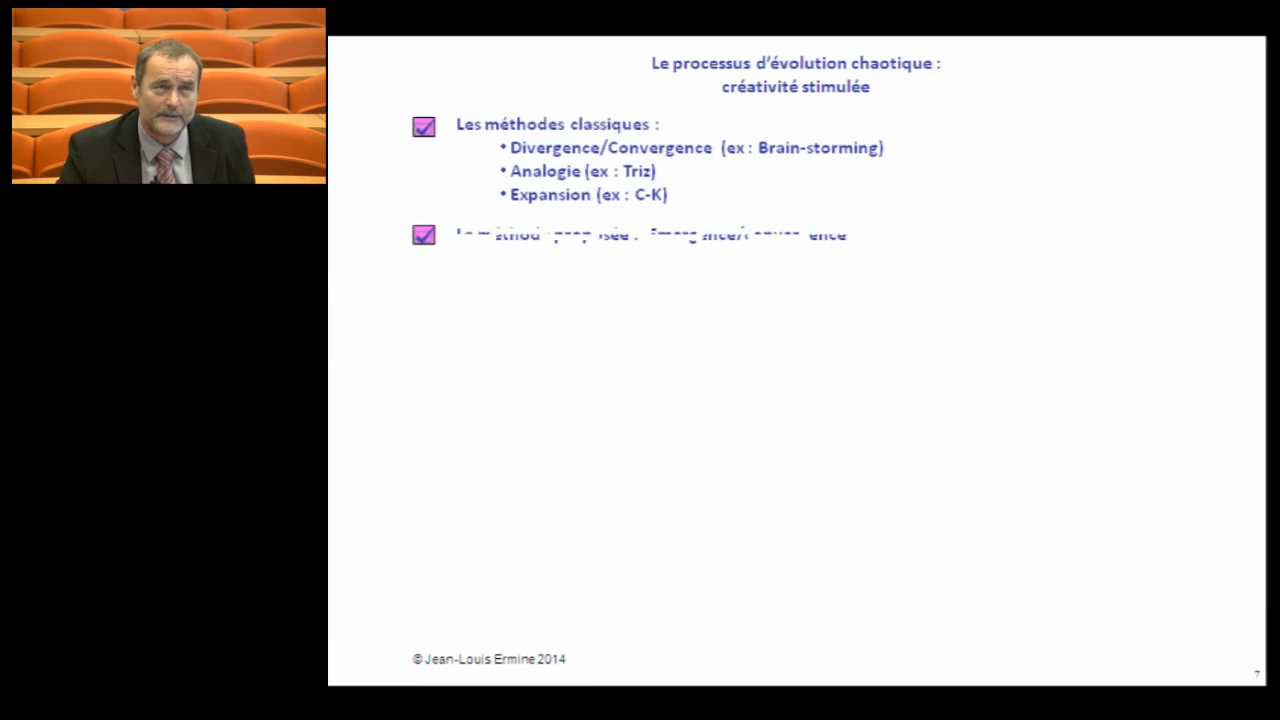 Le processus d'évolution chaotique :
créativité stimulée
Les méthodes classiques :
• Divergence/Convergence (ex : Brain-storming)
• Analogie (ex : Triz)
• Expansion (ex : C-K)
©Jean-Louis Ermine 2014
7